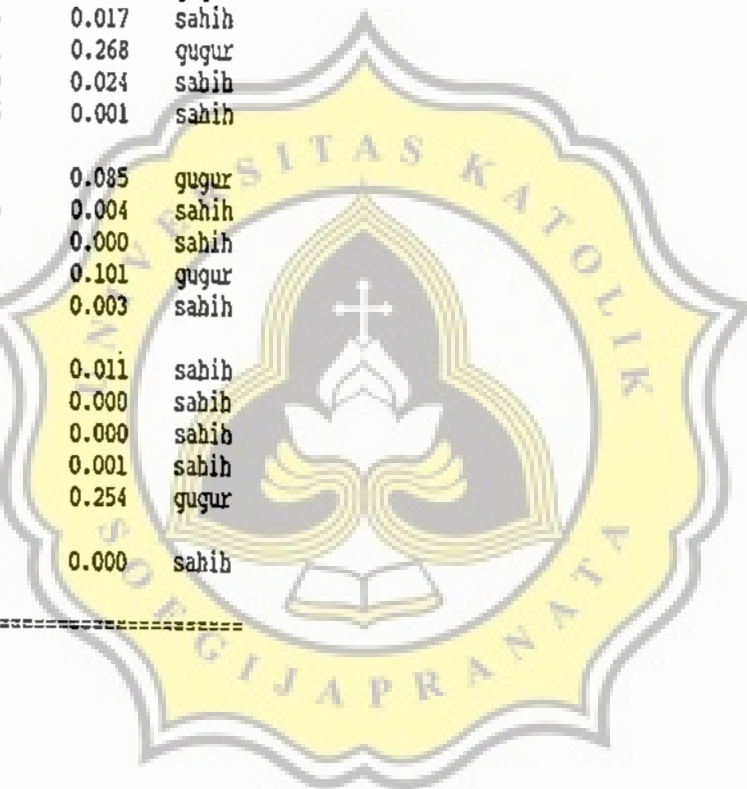 0.017 sahih
0.268 gugur
0.024 sahih
0.001 sahih
0.085 gugur
0.004 sahih
0.000 sahih
0.101 gugur
0.003 sahih
0.011 sahih
0.000 sahih
0.000 sahih
0.001 sahih
0.254 gugur
0.000 sahih
UNIVERSITAS KATOLIK
SOEGIJAPRANATA